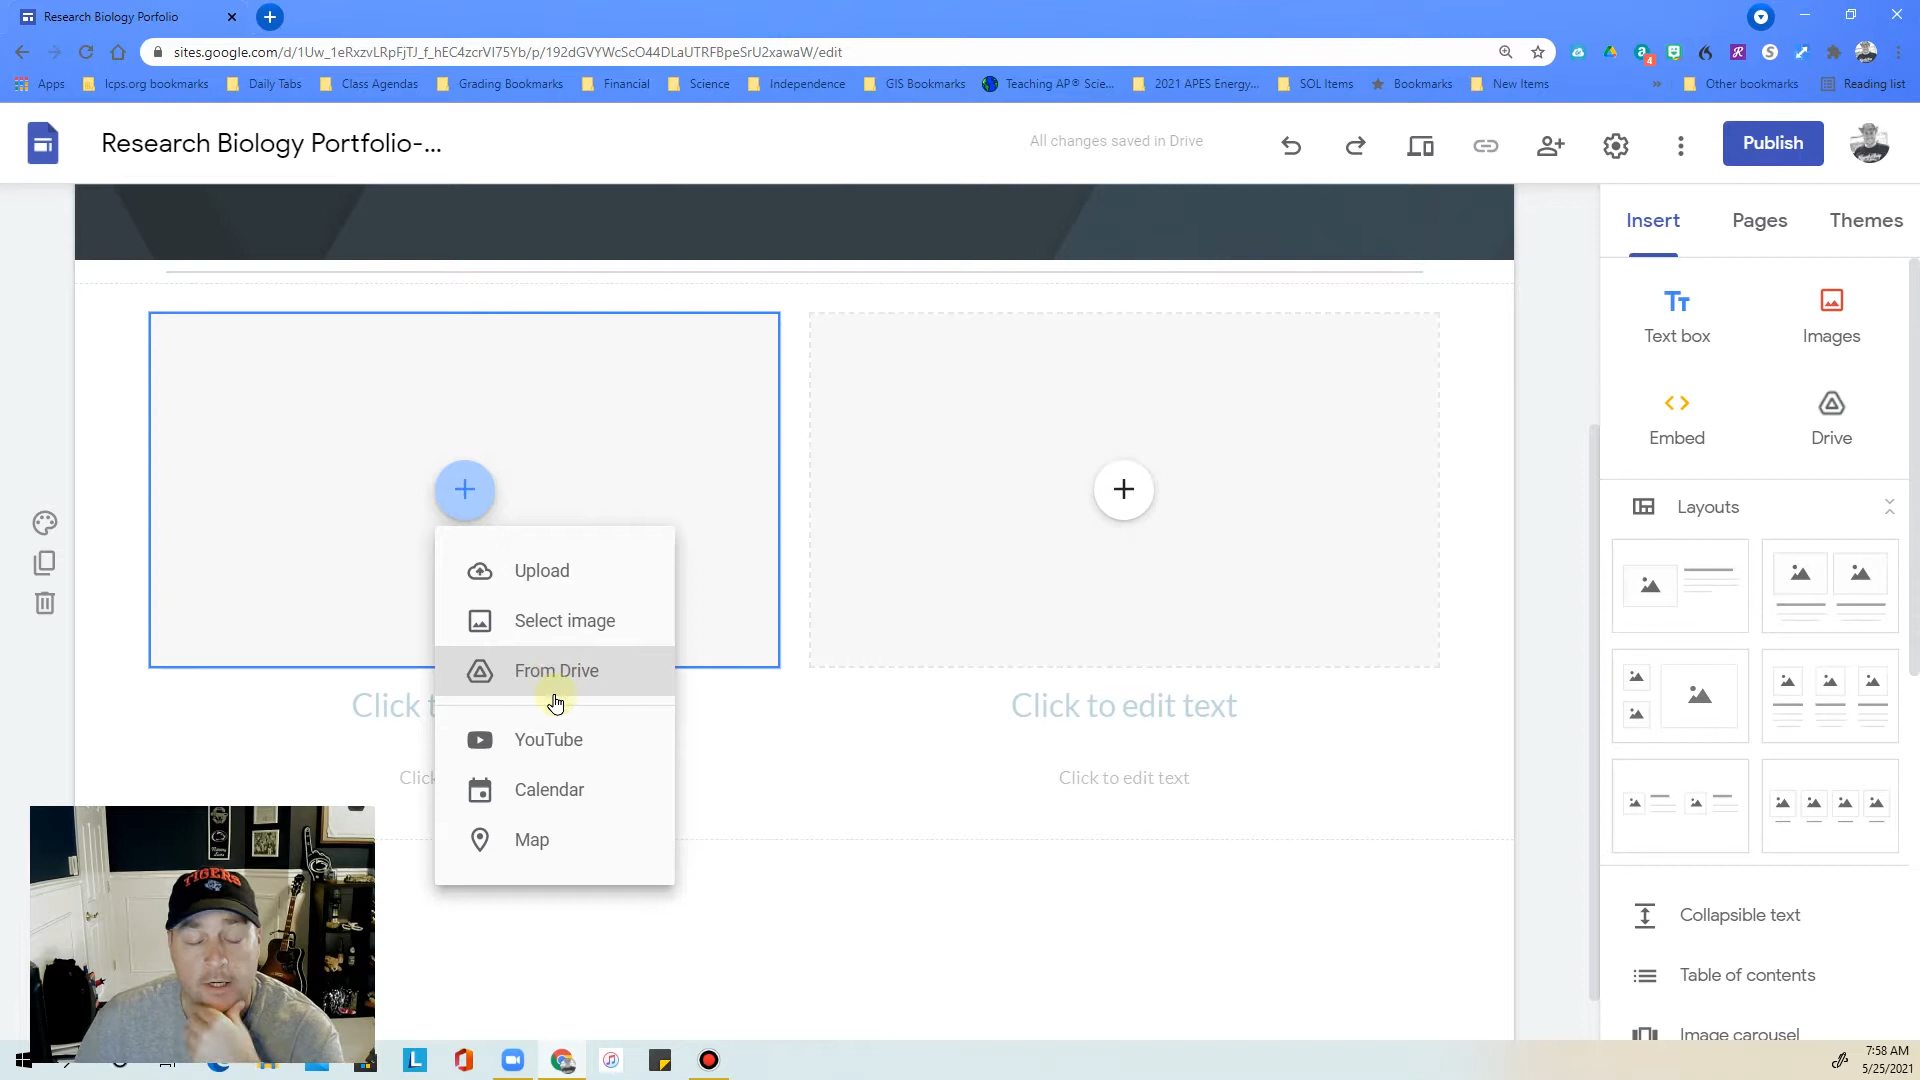 Research Biology Porfolio
sites.google.com/d/1Uw_1eRxzvLRpFjTJ_f_hEC4zcrVI75Yb/p/192dGVYWcScO44DLaUTRFBpeSrU2xawaW/edit
4
Apps lcps.org bookmarks Daily Tabs Class Agendas Grading Bookmarks Financial Science Independence GIS Bookmarks Teaching AP® Scie... 2021 APES Energy... SOL Items Bookmarks New Items » Other bookmarks Reading list
Research Biology Portfolio-...
All changes saved in Drive
Publish
Insert Pages Themes
Text box Images
Embed Drive
Layouts
Upload
Select image
From Drive
YouTube
Calendar
Map
Click t
Click to edit text
Click
Click to edit text
Collapsible text
Table of contents
Image carousel
TIGERS
7:58 AM
5/25/2021